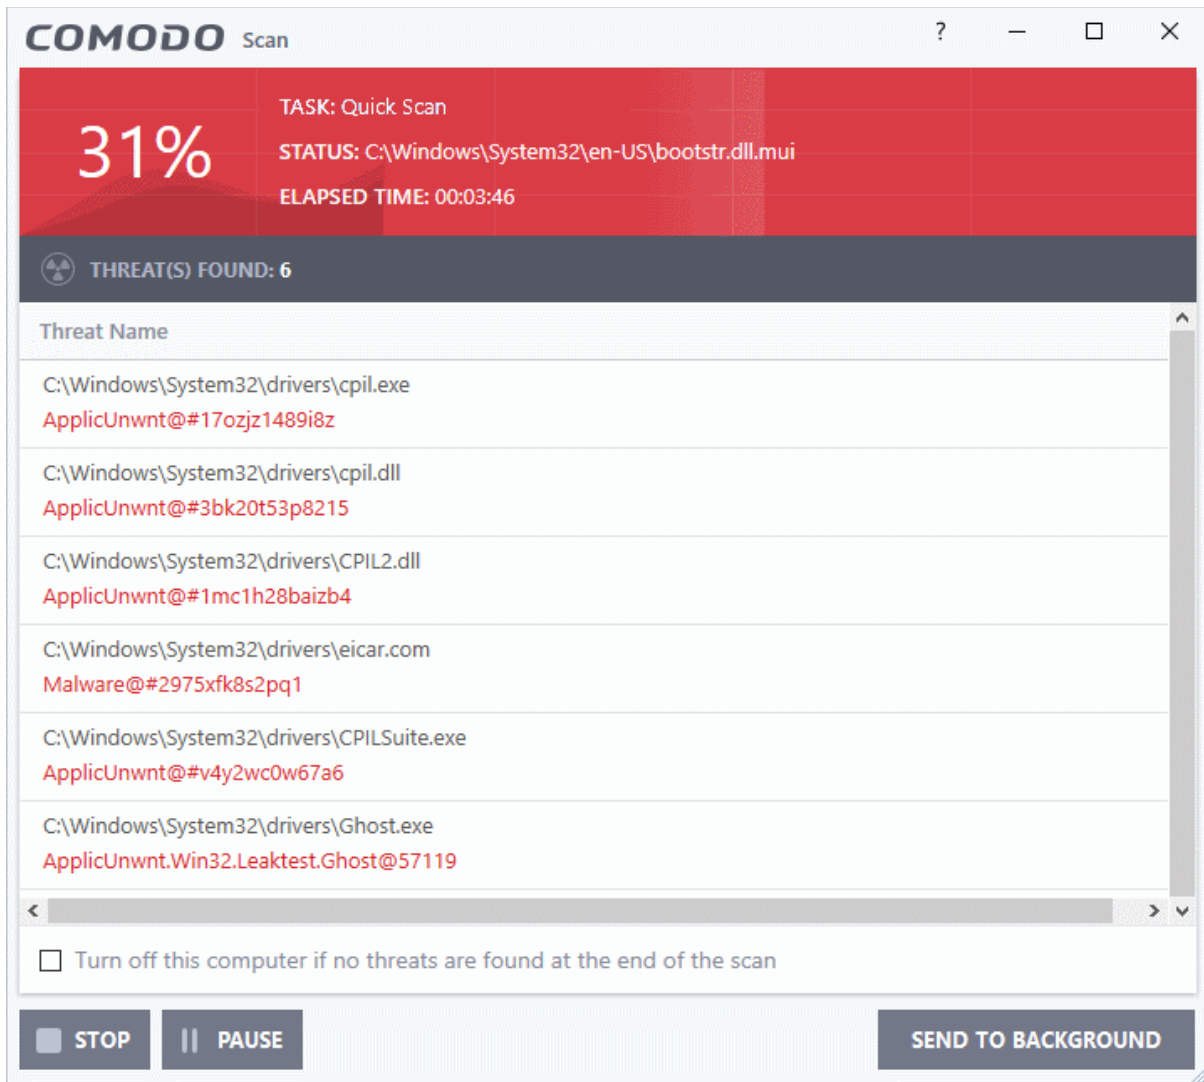 COMODO Scan
?
31%
TASK: Quick Scan
STATUS: C:\Windows\System32\en-US\bootstr.dll.mui
ELAPSED TIME: 00:03:46
THREAT(S) FOUND: 6
Threat Name
C:\Windows\System32\drivers\cpil.exe
ApplicUnwnt@#17ozjz1489i8z
C:\Windows\System32\drivers\cpil.dll
ApplicUnwnt@#3bk20t53p8215
C:\Windows\System32\drivers\CPIL2.dll
ApplicUnwnt@#1mc1h28baizb4
C:\Windows\System32\drivers\eicar.com
Malware@#2975xfk8s2pq1
C:\Windows\System32\drivers\CPILSuite.exe
ApplicUnwnt@#v4y2wc0w67a6
C:\Windows\System32\drivers\Ghost.exe
ApplicUnwnt.Win32.Leaktest.Ghost@57119
Turn off this computer if no threats are found at the end of the scan
STOP PAUSE SEND TO BACKGROUND